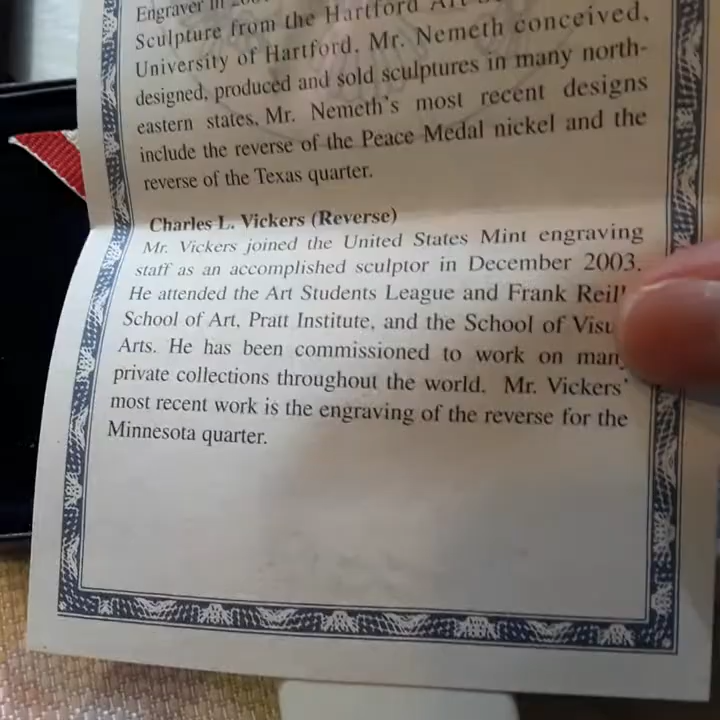 Engraver in
Sculpture from the Hartford Art
University of Hartford. Mr. Nemeth conceived,
designed, produced and sold sculptures in many north-
eastern states. Mr. Nemeth's most recent designs
include the reverse of the Peace Medal nickel and the
reverse of the Texas quarter.
Charles L. Vickers (Reverse)
Mr. Vickers joined the United States Mint engraving
staff as an accomplished sculptor in December 2003.
He attended the Art Students League and Frank
School of Art, Pratt Institute, and the School of
Arts. He has been commissioned to work on many
private collections throughout the world. Mr. Vickers'
most recent work is the engraving of the reverse for the
Minnesota quarter.